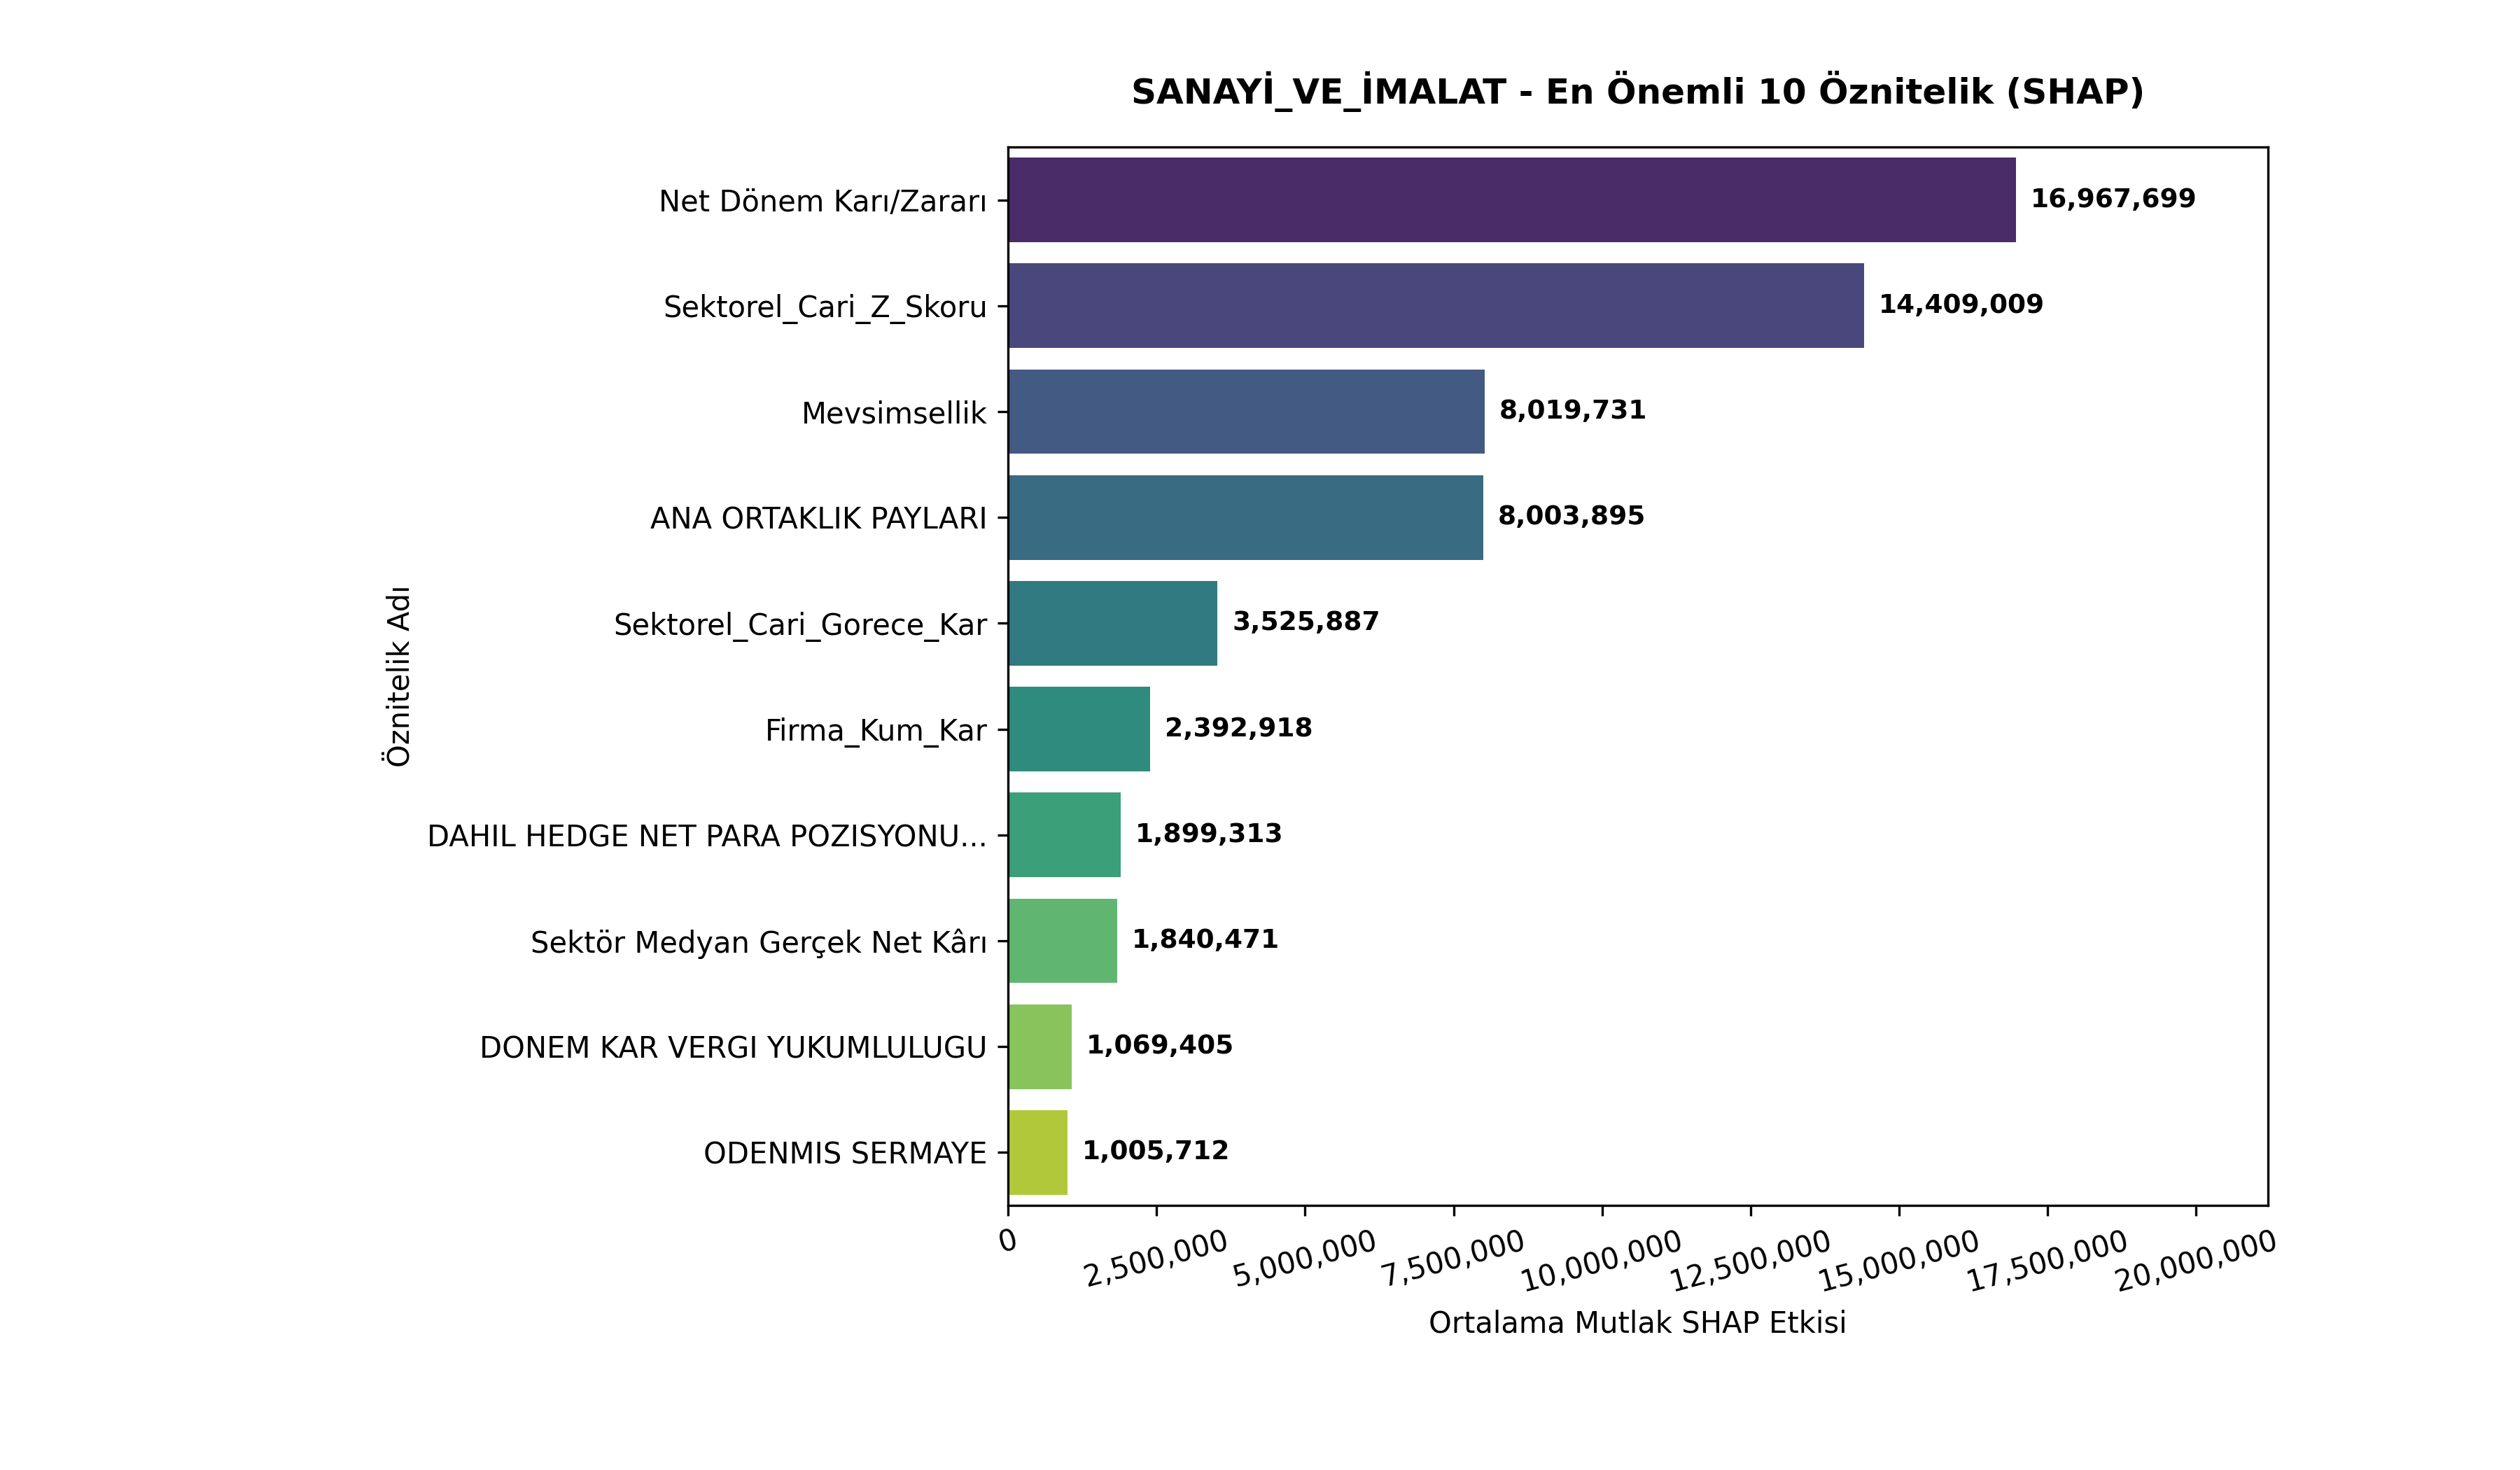 SANAYİ_VE_İMALAT - En Önemli 10 Öznitelik (SHAP)
Öznitelik Adı
Net Dönem Karı/Zararı
16,967,699
Sektorel_Cari_Z_Skoru
14,409,009
Mevsimsellik
8,019,731
ANA ORTAKLIK PAYLARI
8,003,895
Sektorel_Cari_Gorece_Kar
3,525,887
Firma_Kum_Kar
2,392,918
DAHIL HEDGE NET PARA POZISYONU...
1,899,313
Sektör Medyan Gerçek Net Kârı
1,840,471
DONEM KAR VERGI YUKUMLULUGU
1,069,405
ODENMIS SERMAYE
1,005,712
0
2,500,000
5,000,000
7,500,000
10,000,000
12,500,000
15,000,000
17,500,000
20,000,000
Ortalama Mutlak SHAP Etkisi